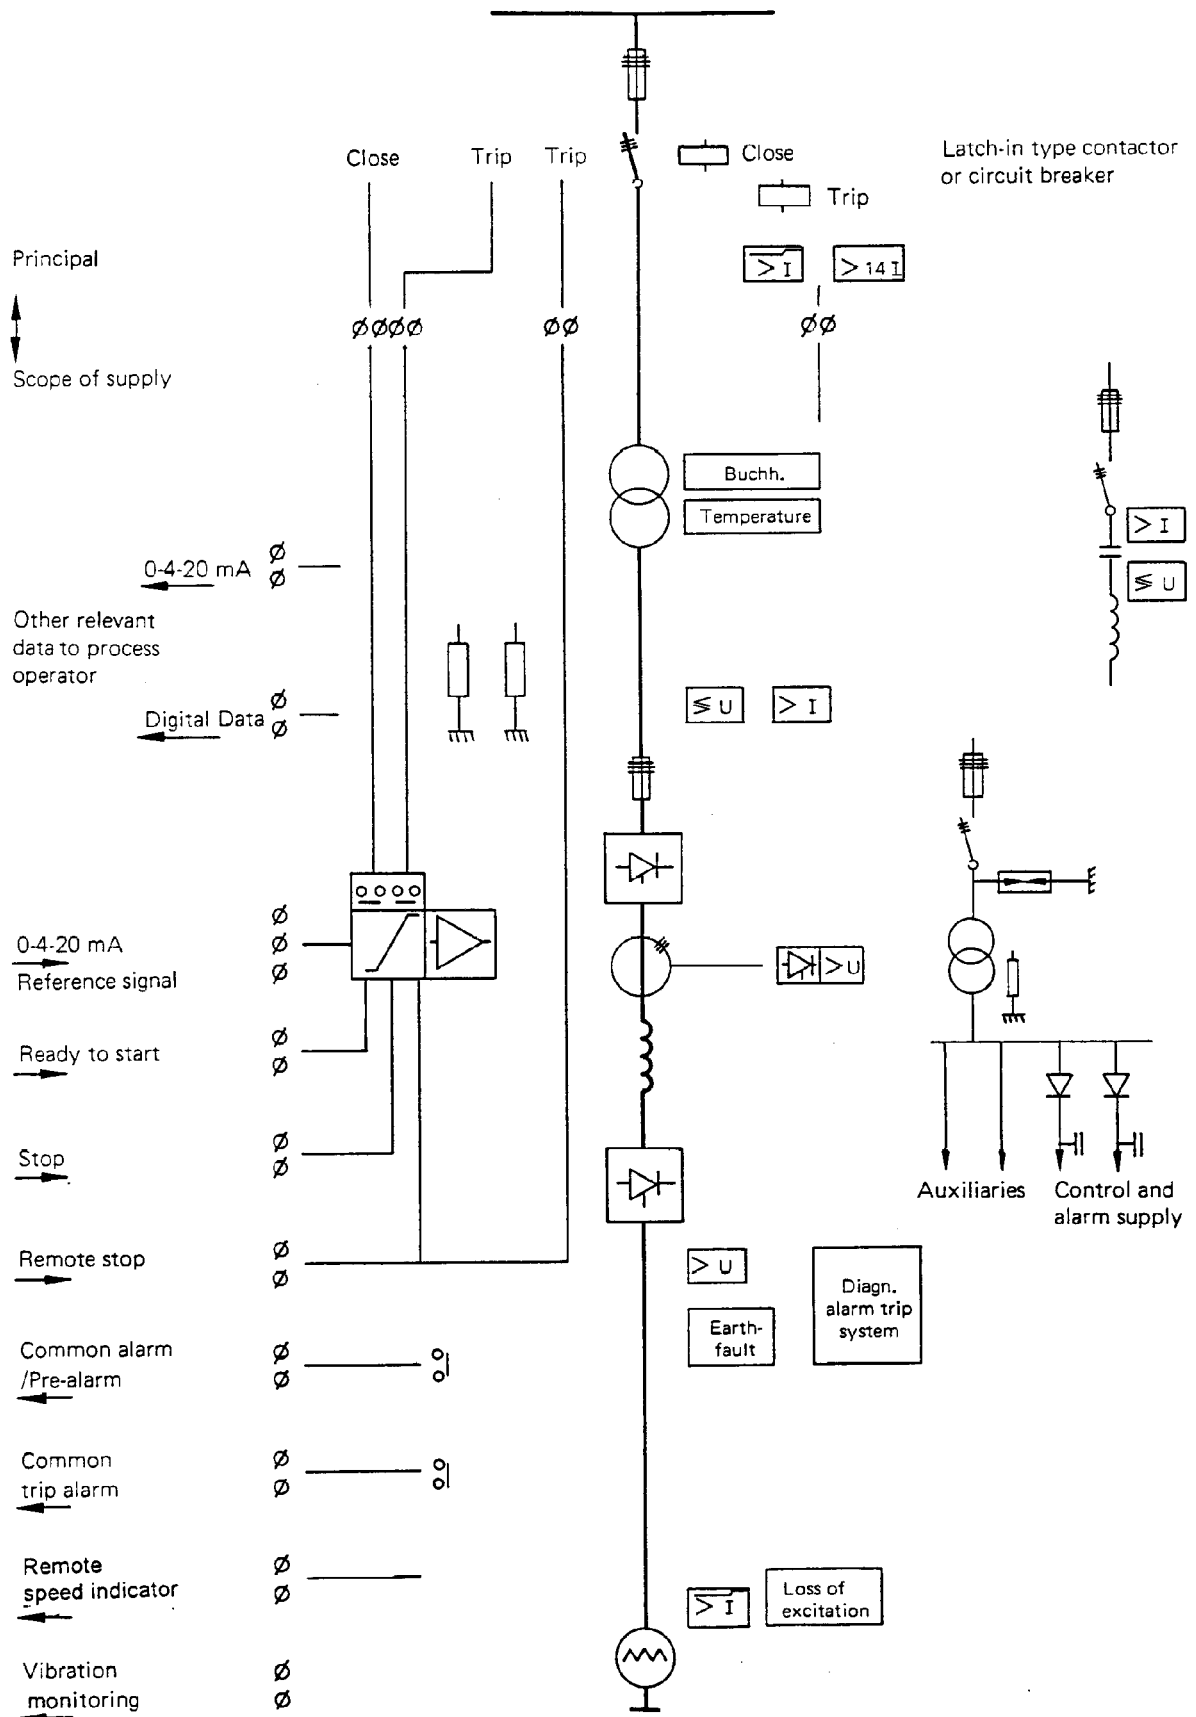 Close
Trip
Trip
Close
Trip
Latch-in type contactor
or circuit breaker
Principal
> I
> 14 I
ØØØØ
ØØ
ØØ
Scope of supply
Buchh.
Temperature
> I
≶ U
0-4-20 mA
Ø
Ø
Other relevant
data to process
operator
Digital Data
Ø
Ø
≶ U
> I
0-4-20 mA
Reference signal
Ø
Ø
Ø
> U
Ready to start
Ø
Ø
Stop
Ø
Ø
Auxiliaries
Control and
alarm supply
Remote stop
Ø
Ø
> U
Earth-
fault
Diagn.
alarm trip
system
Common alarm
/Pre-alarm
Ø
Ø
Common
trip alarm
Ø
Ø
Remote
speed indicator
Ø
Ø
> I
Loss of
excitation
Vibration
monitoring
Ø
Ø